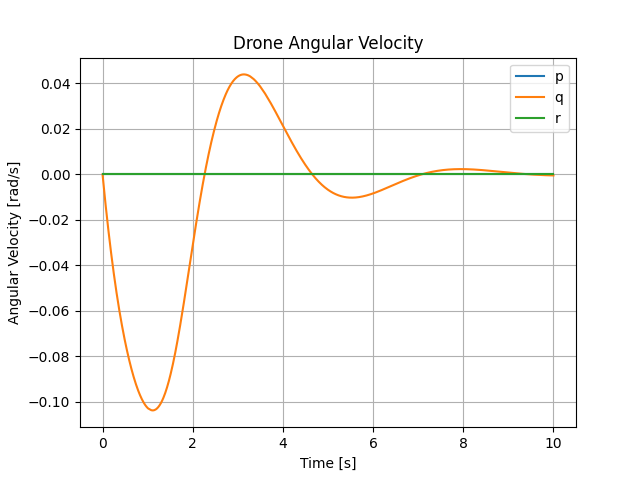 Drone Angular Velocity
p
q
r
Angular Velocity [rad/s]
0.04
0.02
0.00
−0.02
−0.04
−0.06
−0.08
−0.10
0 2 4 6 8 10
Time [s]